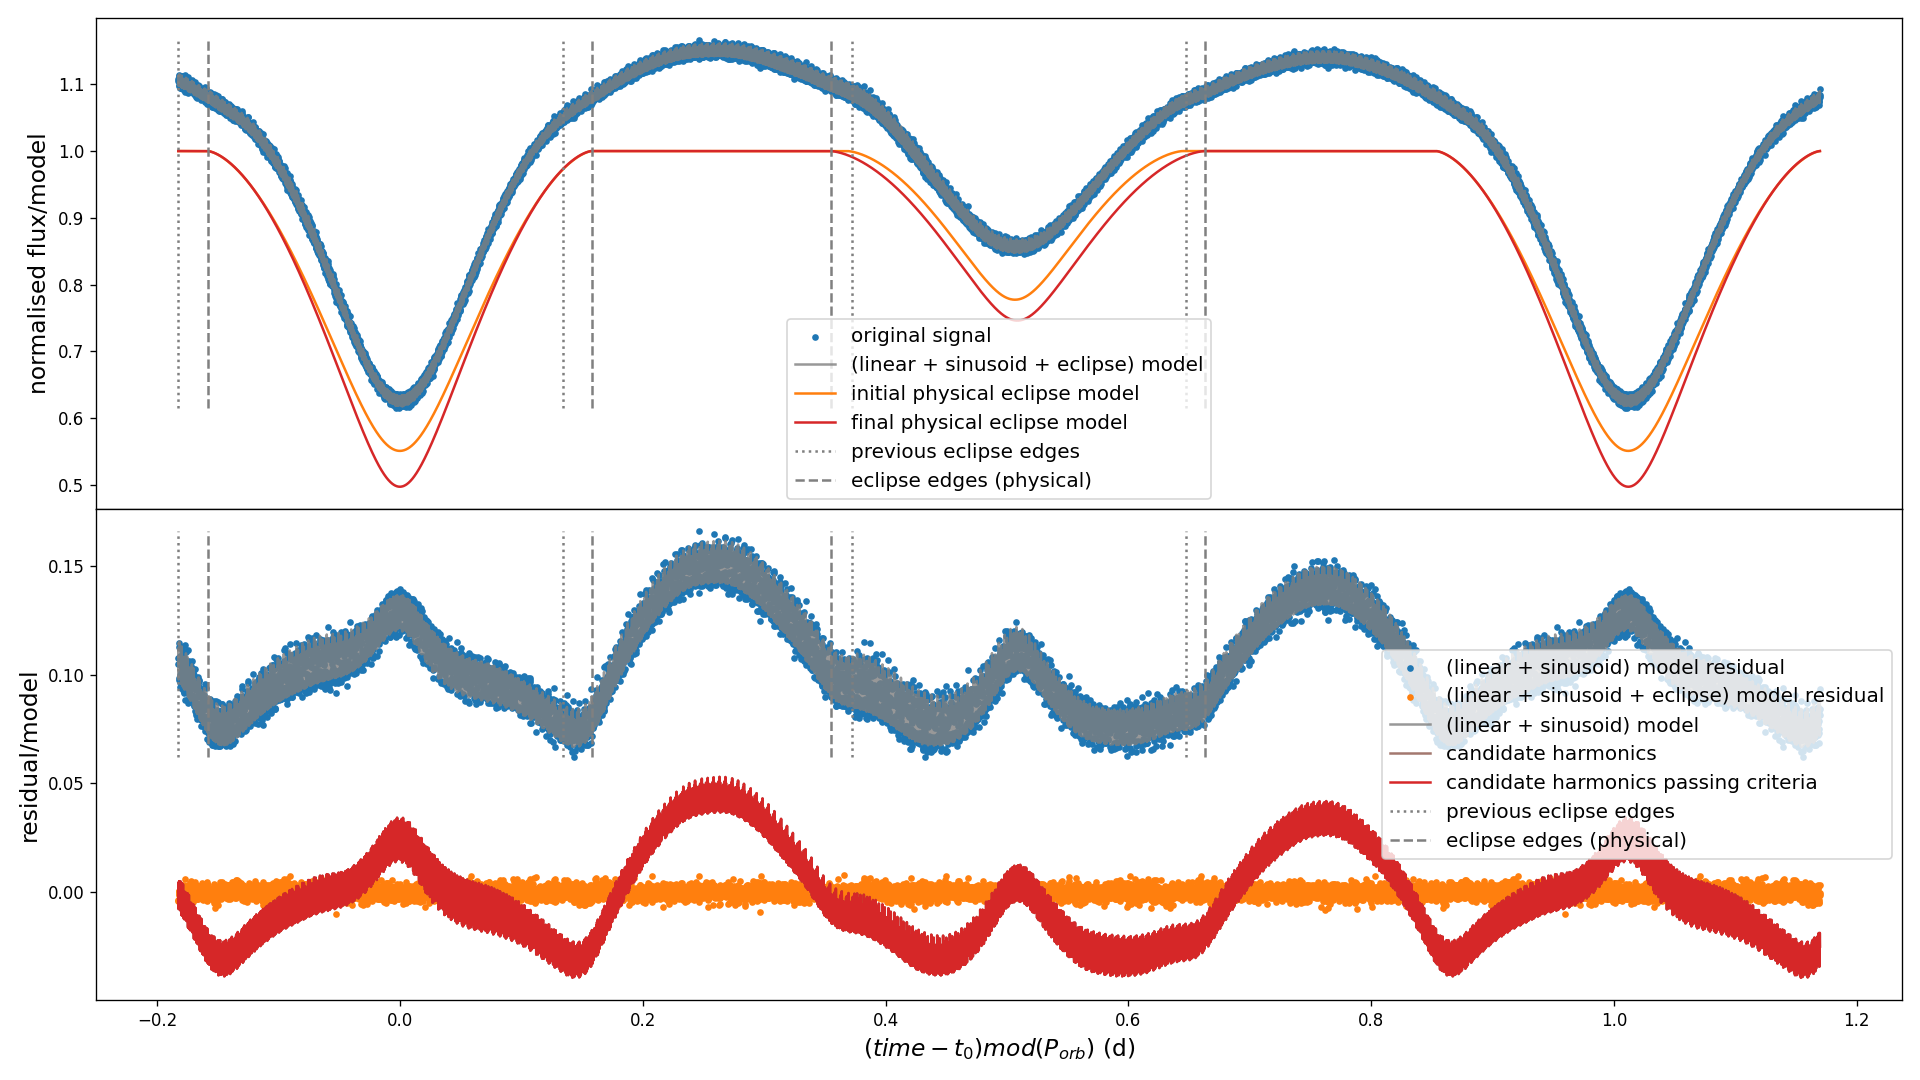 normalised flux/model
1.1
1.0
0.9
0.8
0.7
0.6
0.5
original signal
(linear + sinusoid + eclipse) model
initial physical eclipse model
final physical eclipse model
previous eclipse edges
eclipse edges (physical)
residual/model
0.15
0.10
0.05
0.00
(linear + sinusoid) model residual
(linear + sinusoid + eclipse) model residual
(linear + sinusoid) model
candidate harmonics
candidate harmonics passing criteria
previous eclipse edges
eclipse edges (physical)
−0.2 0.0 0.2 0.4 0.6 0.8 1.0 1.2
(time − t₀)mod(P_orb) (d)